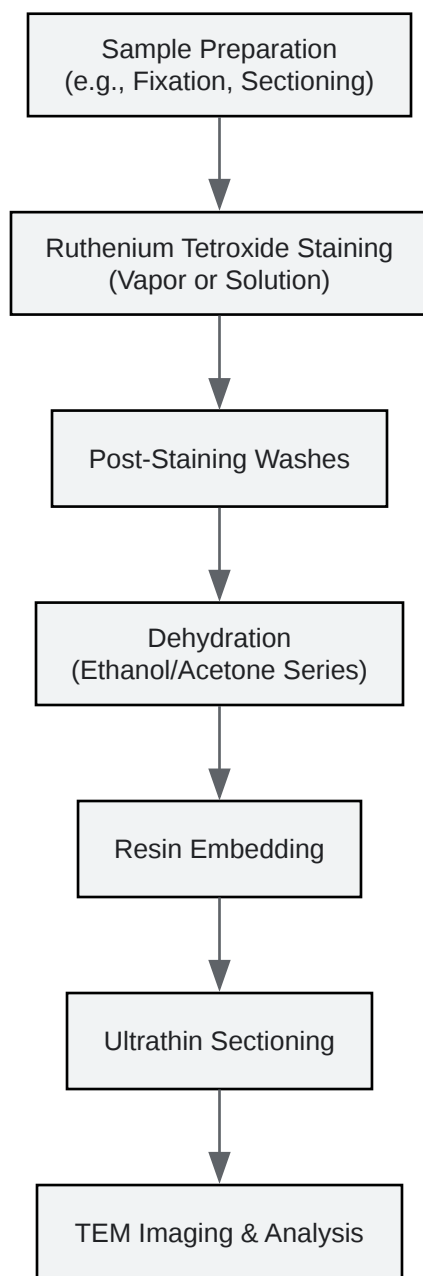 Sample Preparation
(e.g., Fixation, Sectioning)
Ruthenium Tetroxide Staining
(Vapor or Solution)
Post-Staining Washes
Dehydration
(Ethanol/Acetone Series)
Resin Embedding
Ultrathin Sectioning
TEM Imaging & Analysis